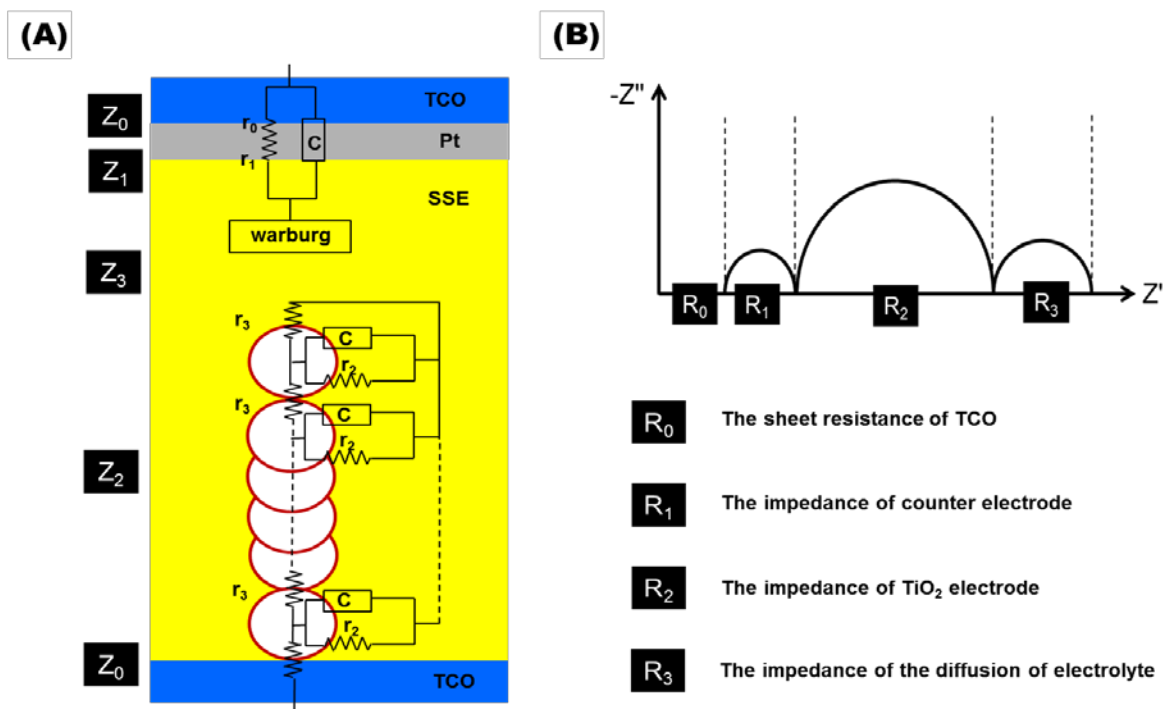 (A)
TCO
Z₀
r₀
C
Pt
r₁
Z₁
SSE
warburg
Z₃
r₃
C
r₂
r₃
C
r₂
Z₂
r₃
C
r₂
Z₀
TCO
(B)
-Z"
Z'
R₀
R₁
R₂
R₃
R₀ The sheet resistance of TCO
R₁ The impedance of counter electrode
R₂ The impedance of TiO₂ electrode
R₃ The impedance of the diffusion of electrolyte